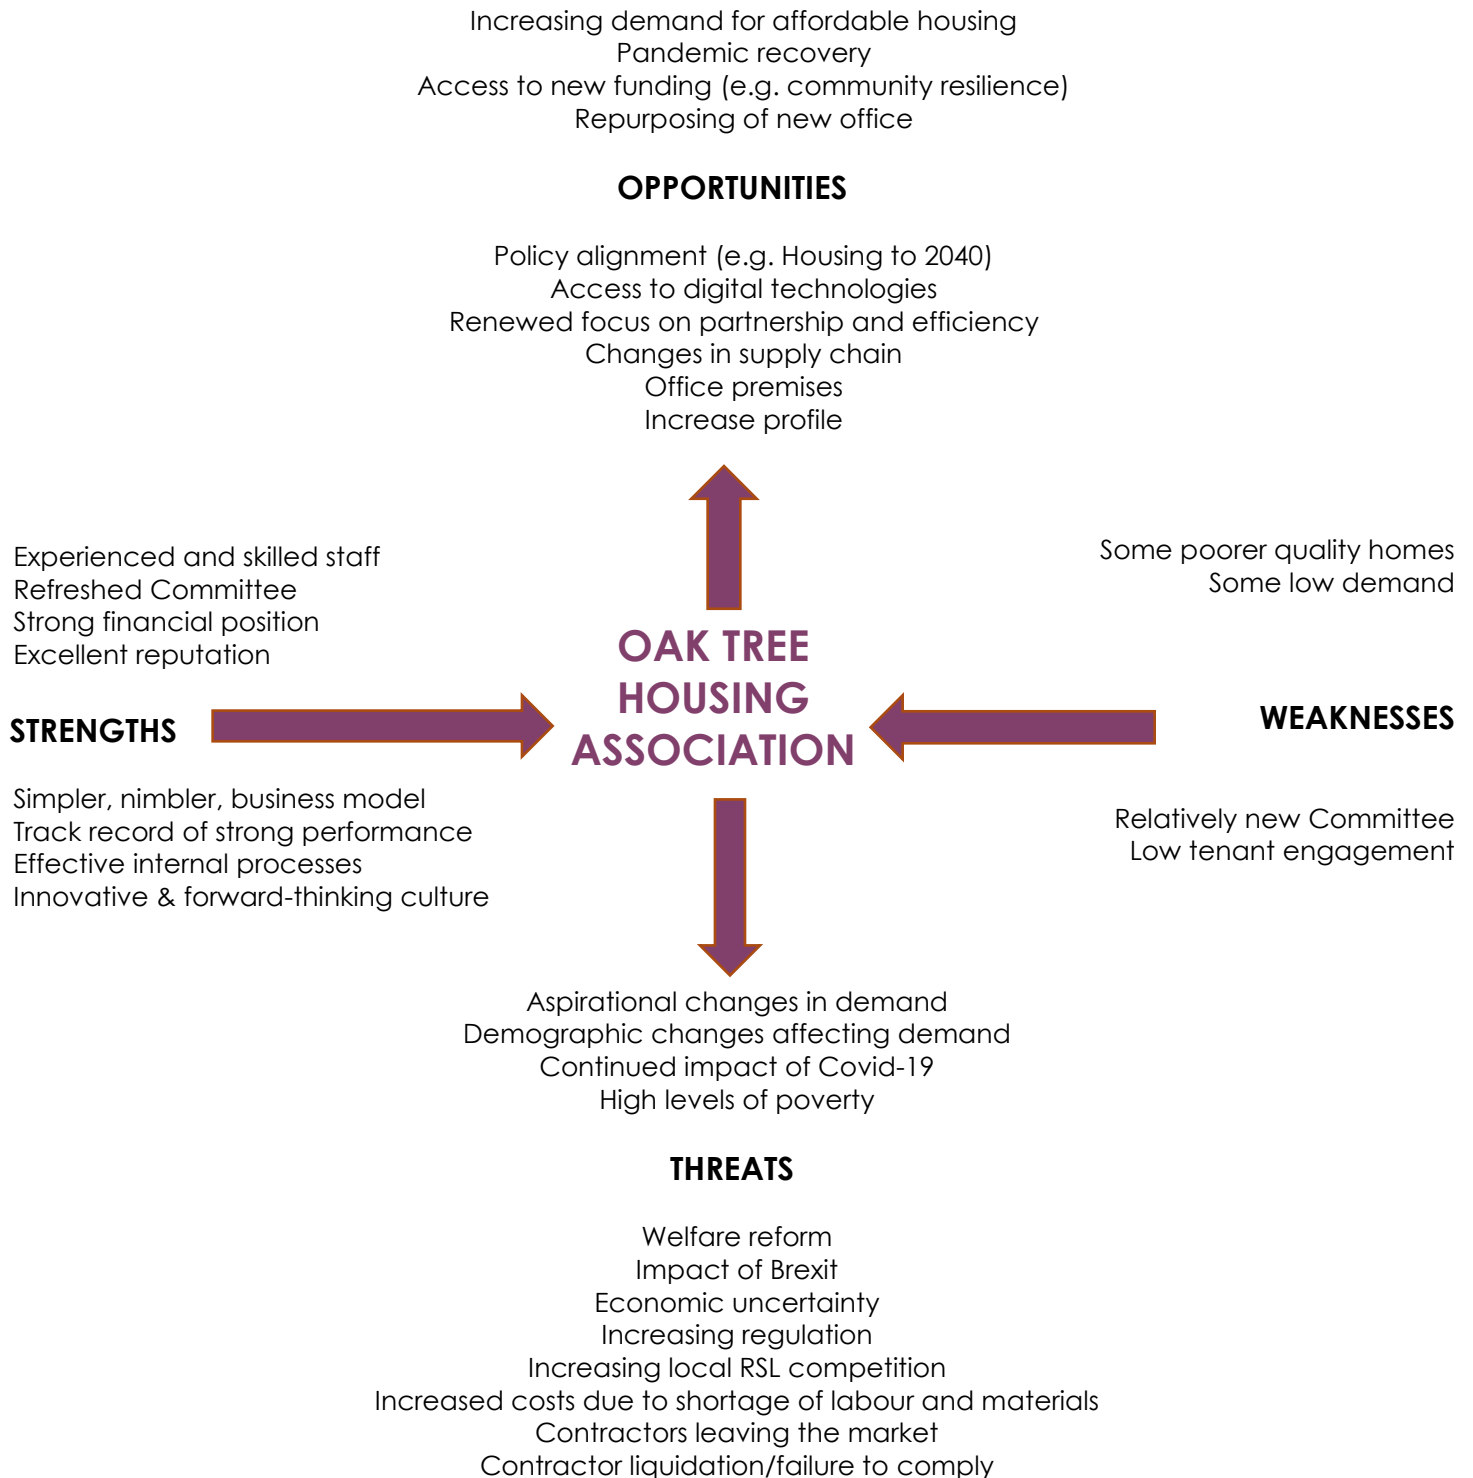 Increasing demand for affordable housing
Pandemic recovery
Access to new funding (e.g. community resilience)
Repurposing of new office
OPPORTUNITIES
Policy alignment (e.g. Housing to 2040)
Access to digital technologies
Renewed focus on partnership and efficiency
Changes in supply chain
Office premises
Increase profile
Experienced and skilled staff
Refreshed Committee
Strong financial position
Excellent reputation
STRENGTHS
Simpler, nimbler, business model
Track record of strong performance
Effective internal processes
Innovative & forward-thinking culture
OAK TREE
HOUSING
ASSOCIATION
Some poorer quality homes
Some low demand
WEAKNESSES
Relatively new Committee
Low tenant engagement
Aspirational changes in demand
Demographic changes affecting demand
Continued impact of Covid-19
High levels of poverty
THREATS
Welfare reform
Impact of Brexit
Economic uncertainty
Increasing regulation
Increasing local RSL competition
Increased costs due to shortage of labour and materials
Contractors leaving the market
Contractor liquidation/failure to comply